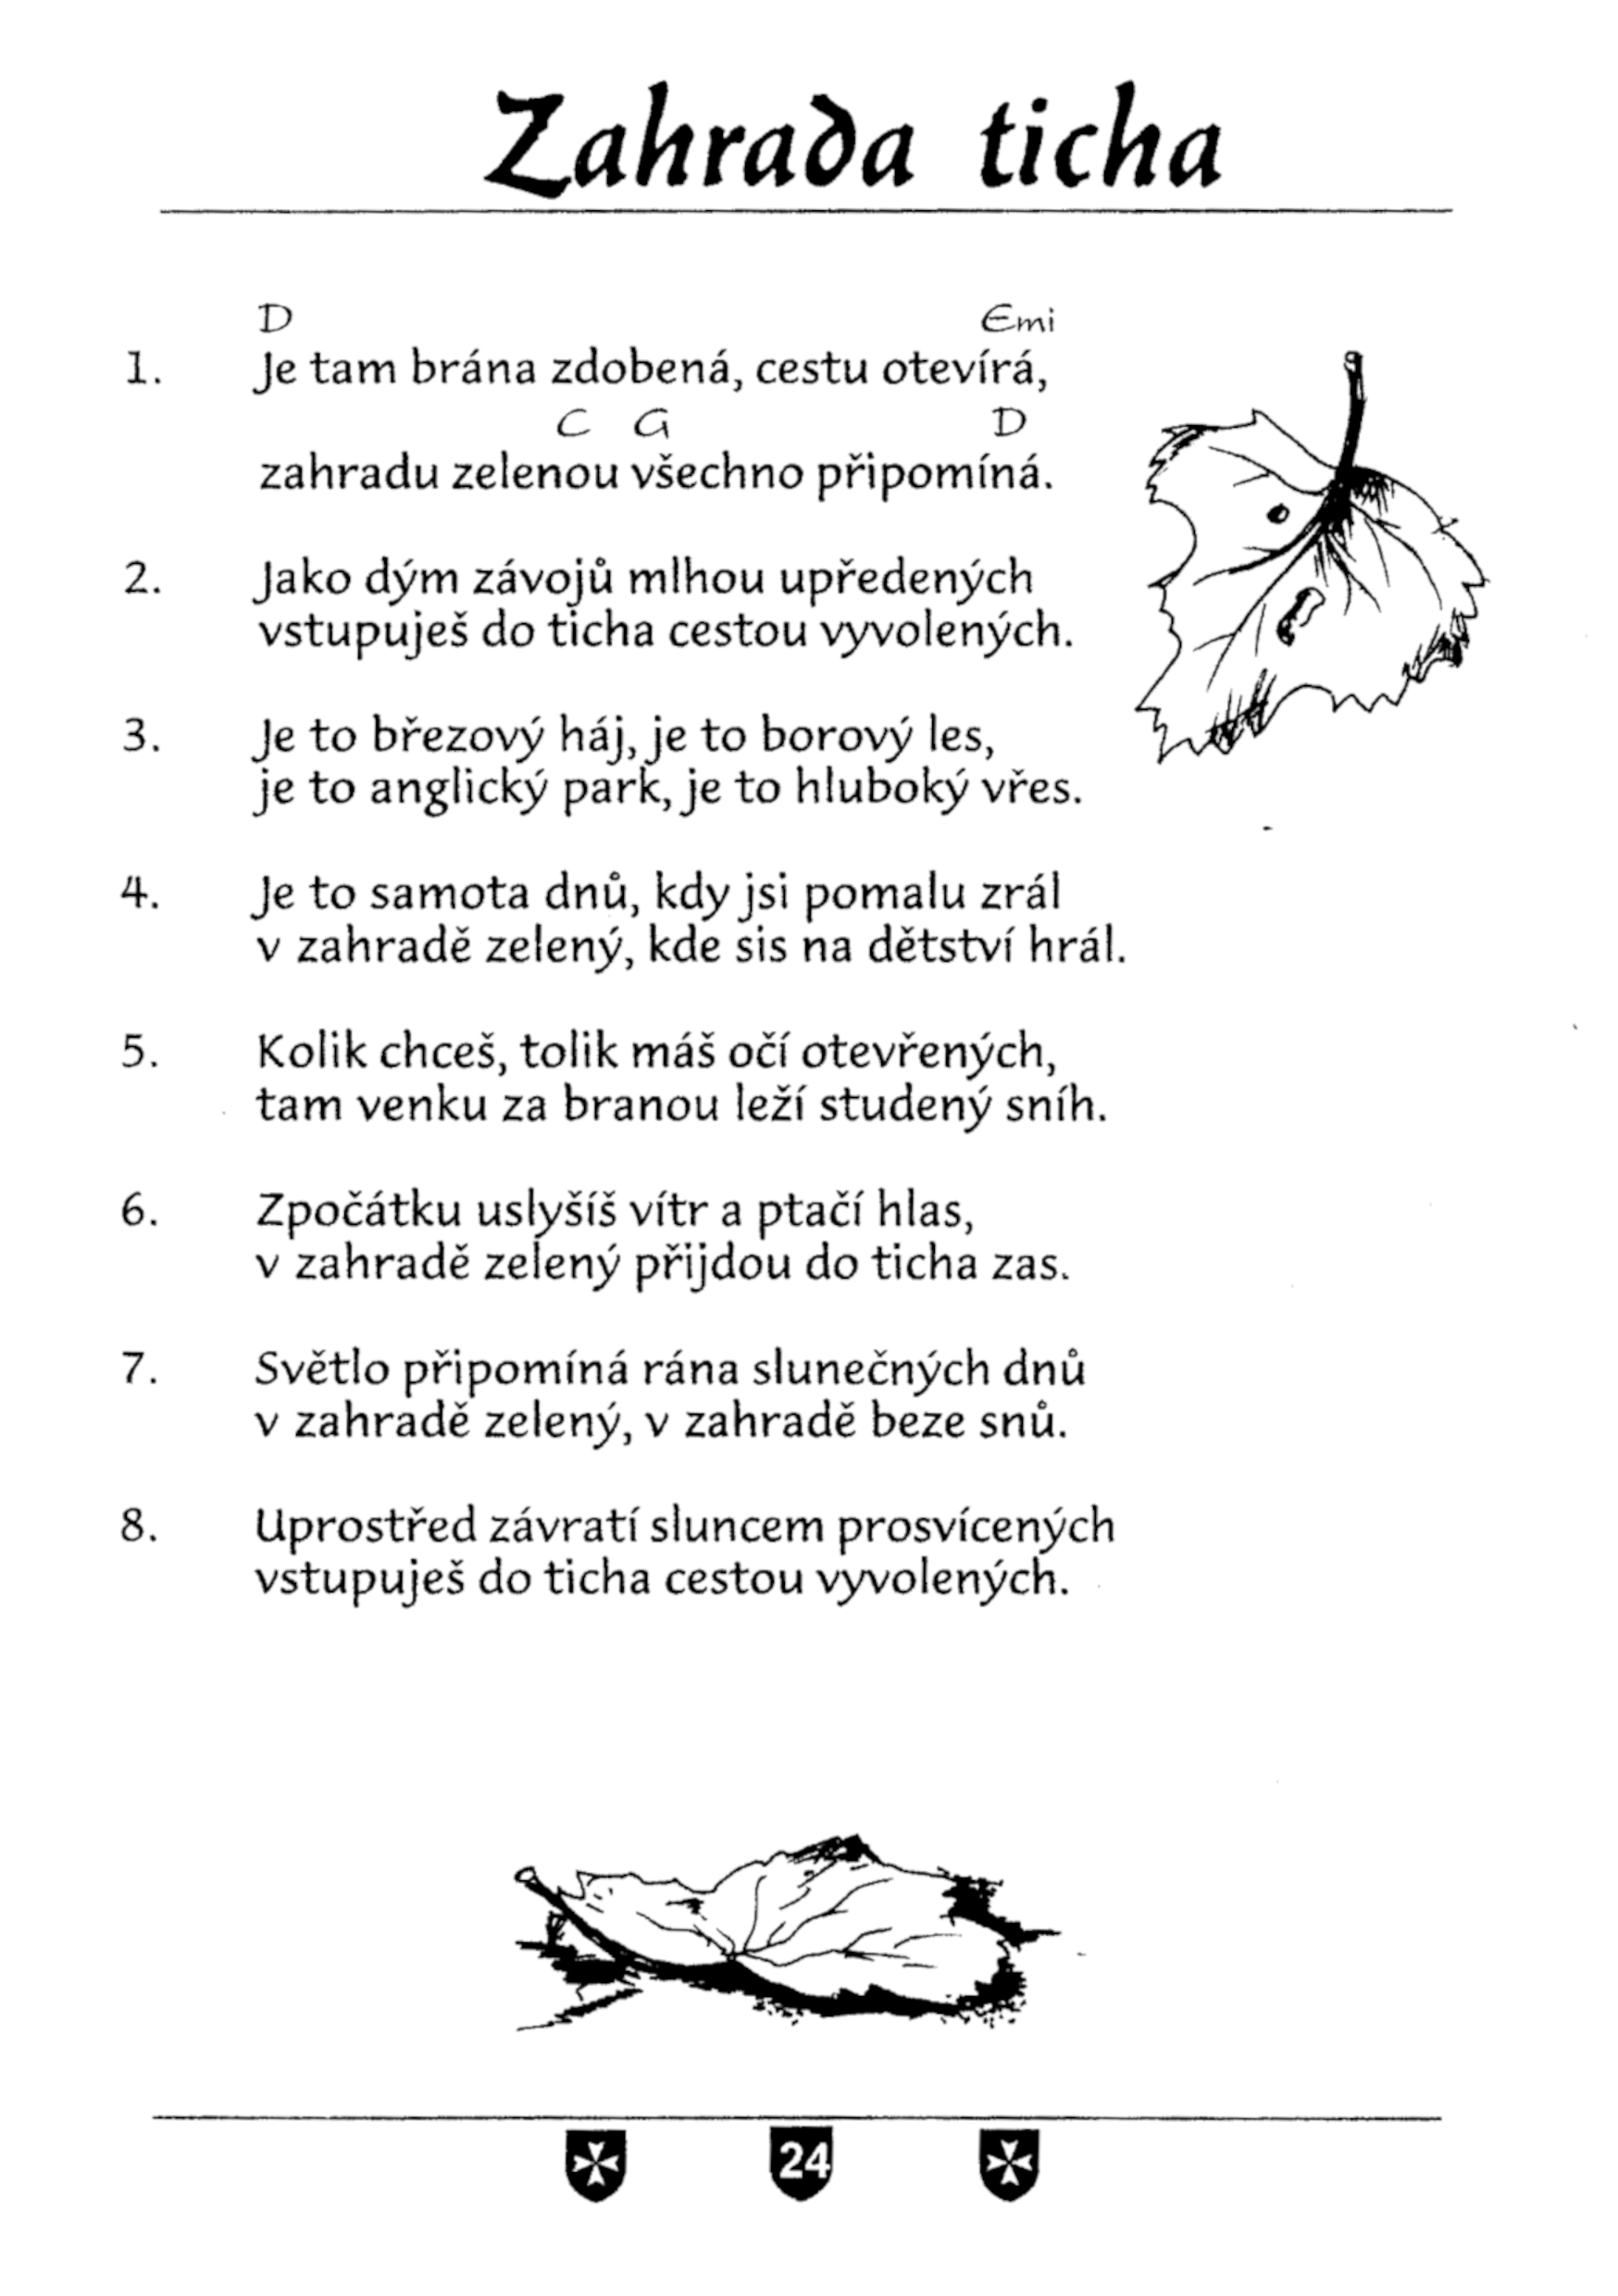 Zahrada ticha
D Emi
1. Je tam brána zdobená, cestu otevírá,
C G D
zahradu zelenou všechno připomíná.
2. Jako dým závojů mlhou upředených
vstupuješ do ticha cestou vyvolených.
3. Je to březový háj, je to borový les,
je to anglický park, je to hluboký vřes.
4. Je to samota dnů, kdy jsi pomalu zrál
v zahradě zelený, kde sis na dětství hrál.
5. Kolik chceš, tolik máš očí otevřených,
tam venku za branou leží studený sníh.
6. Zpočátku uslyšíš vítr a ptačí hlas,
v zahradě zelený přijdou do ticha zas.
7. Světlo připomíná rána slunečných dnů
v zahradě zelený, v zahradě beze snů.
8. Uprostřed závratí sluncem prosvícených
vstupuješ do ticha cestou vyvolených.
24